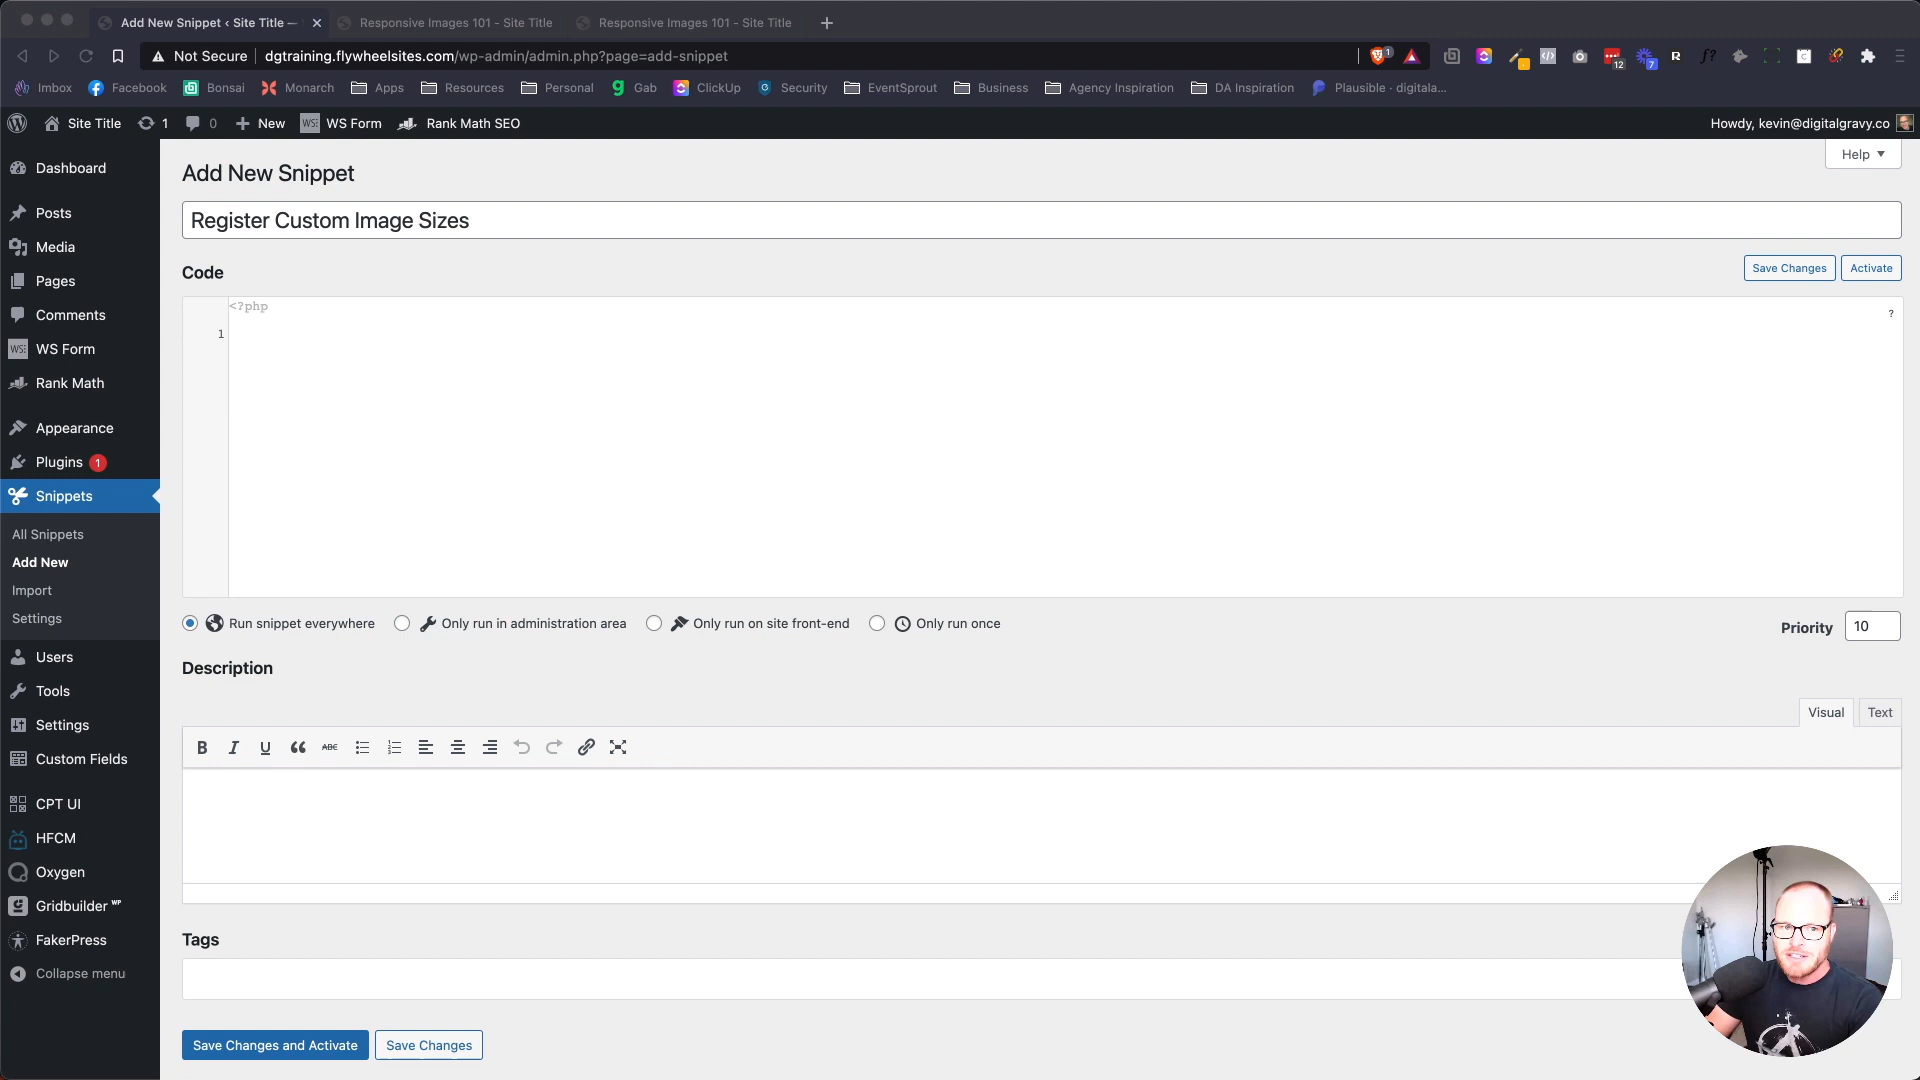 Add New Snippet ‹ Site Title —
Responsive Images 101 - Site Title
Responsive Images 101 - Site Title
Not Secure
dgtraining.flywheelsites.com/wp-admin/admin.php?page=add-snippet
1
12
7
R
f?
Imbox
Facebook
Bonsai
Monarch
Apps
Resources
Personal
Gab
ClickUp
Security
EventSprout
Business
Agency Inspiration
DA Inspiration
Plausible · digitala...
Site Title
1
0
New
WS Form
Rank Math SEO
Howdy, kevin@digitalgravy.co
Dashboard
Posts
Media
Pages
Comments
WS Form
Rank Math
Appearance
Plugins 1
Snippets
All Snippets
Add New
Import
Settings
Users
Tools
Settings
Custom Fields
CPT UI
HFCM
Oxygen
Gridbuilder WP
FakerPress
Collapse menu
Help
Add New Snippet
Register Custom Image Sizes
Code
Save Changes
Activate
<?php
?
1
Run snippet everywhere
Only run in administration area
Only run on site front-end
Only run once
Priority
10
Description
Visual
Text
B I U ABC
Tags
Save Changes and Activate
Save Changes